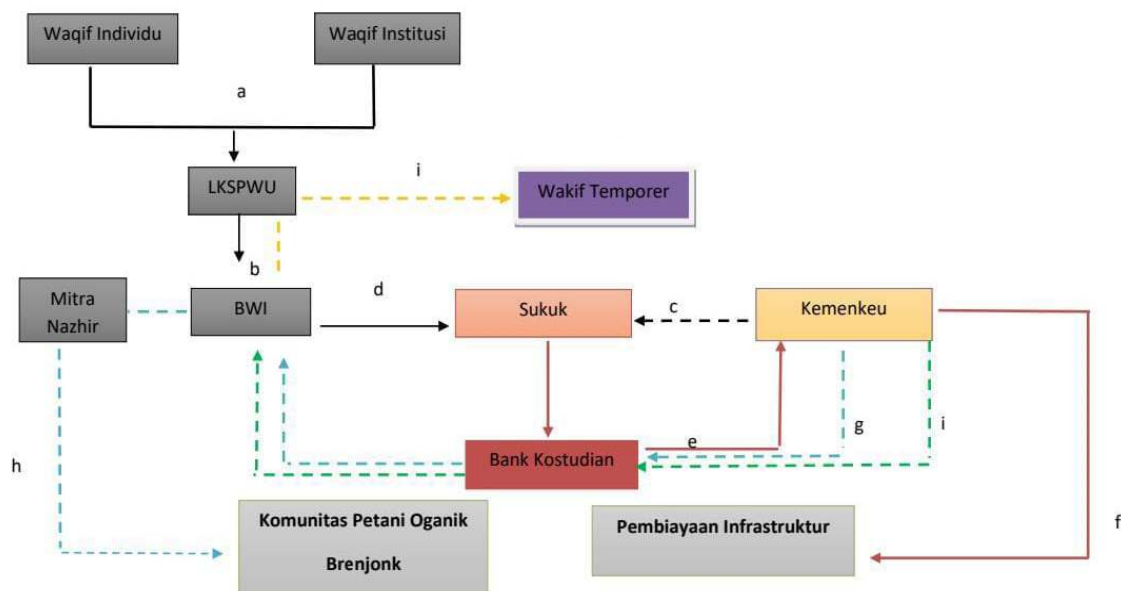 Waqif Individu
Waqif Institusi
a
LKSPWU
i
Wakif Temporer
b
Mitra
Nazhir
BWI
d
Sukuk
c
Kemenkeu
g
i
e
Bank Kostudian
h
Komunitas Petani Oganik
Brenjonk
Pembiayaan Infrastruktur
f